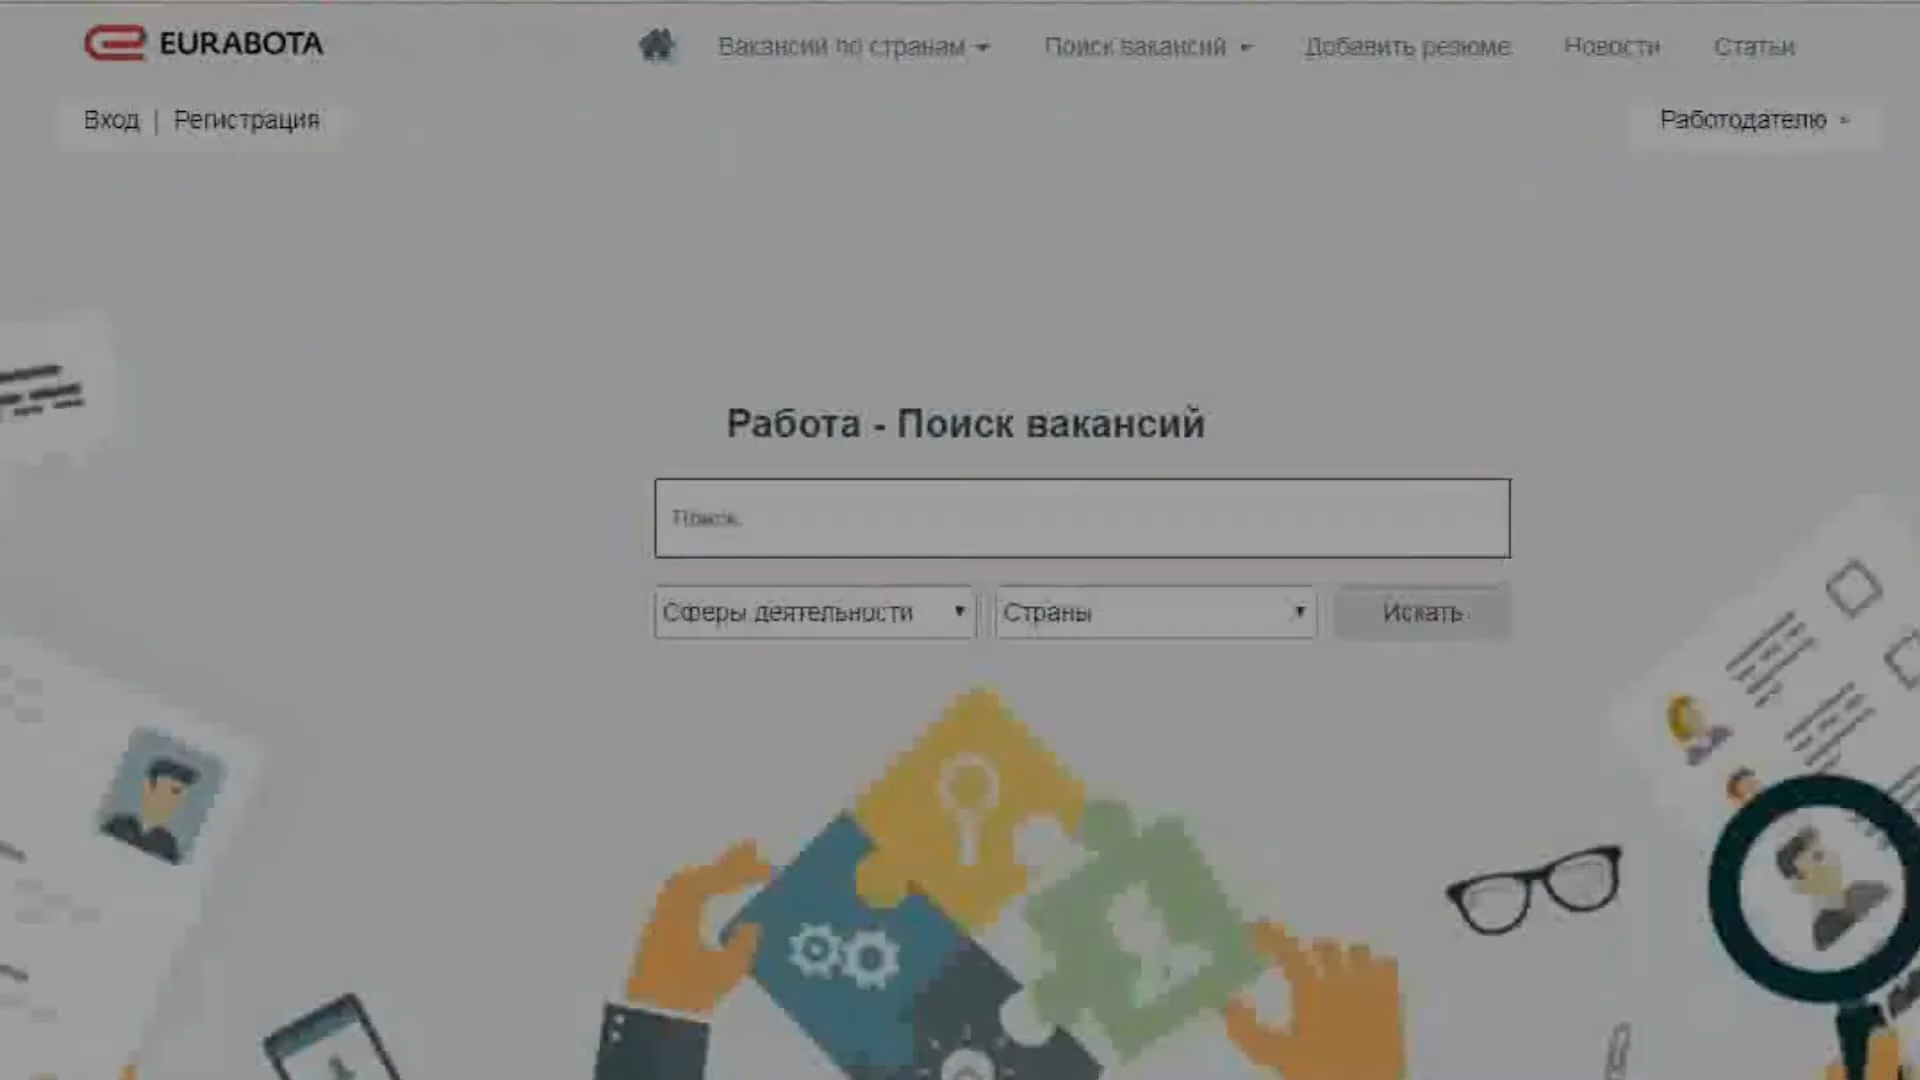 EURABOTA
Вакансий по странам
Поиск вакансий
Добавить резюме
Новости
Статьи
Вход | Регистрация
Работодателю
Работа - Поиск вакансий
Поиск
Сферы деятельности
Страны
Искать